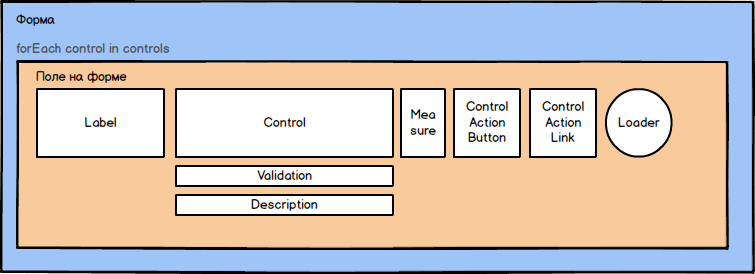 Форма
forEach control in controls
Поле на форме
Label
Control
Mea
sure
Control
Action
Button
Control
Action
Link
Loader
Validation
Description